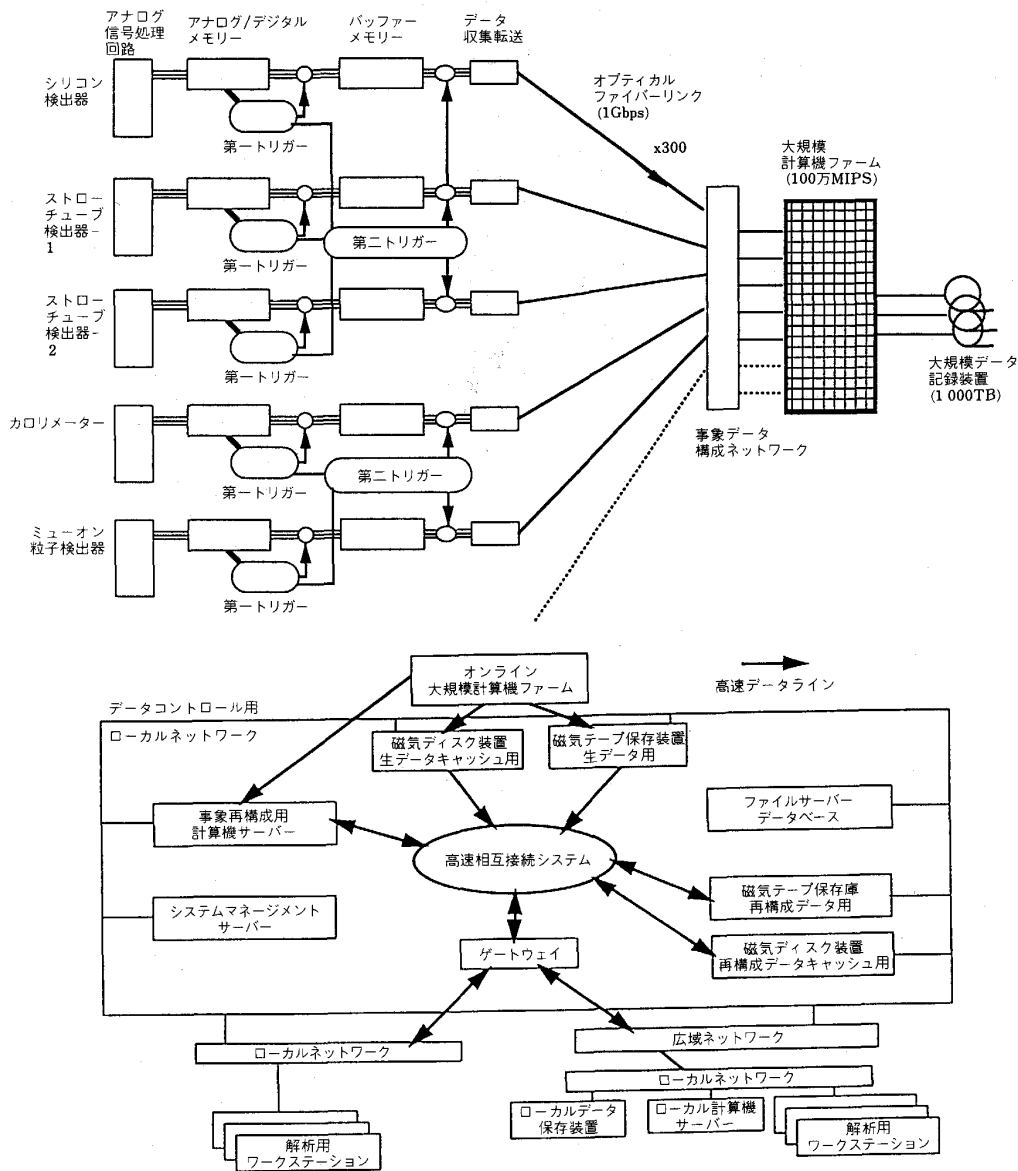 アナログ
信号処理
回路
アナログ/デジタル
メモリー
バッファー
メモリー
データ
収集転送
シリコン
検出器
第一トリガー
オプティカル
ファイバーリンク
(1Gbps)
x300
大規模
計算機ファーム
(100万MIPS)
ストロー
チューブ
検出器-
1
第一トリガー
第二トリガー
ストロー
チューブ
検出器-
2
第一トリガー
大規模データ
記録装置
(1 000TB)
カロリメーター
第一トリガー
第二トリガー
事象データ
構成ネットワーク
ミューオン
粒子検出器
第一トリガー
オンライン
大規模計算機ファーム
高速データライン
データコントロール用
ローカルネットワーク
磁気ディスク装置
生データキャッシュ用
磁気テープ保存装置
生データ用
事象再構成用
計算機サーバー
ファイルサーバー
データベース
高速相互接続システム
システムマネージメント
サーバー
磁気テープ保存庫
再構成データ用
磁気ディスク装置
再構成データキャッシュ用
ゲートウェイ
ローカルネットワーク
広域ネットワーク
ローカルネットワーク
ローカルデータ
保存装置
ローカル計算機
サーバー
解析用
ワークステーション
解析用
ワークステーション